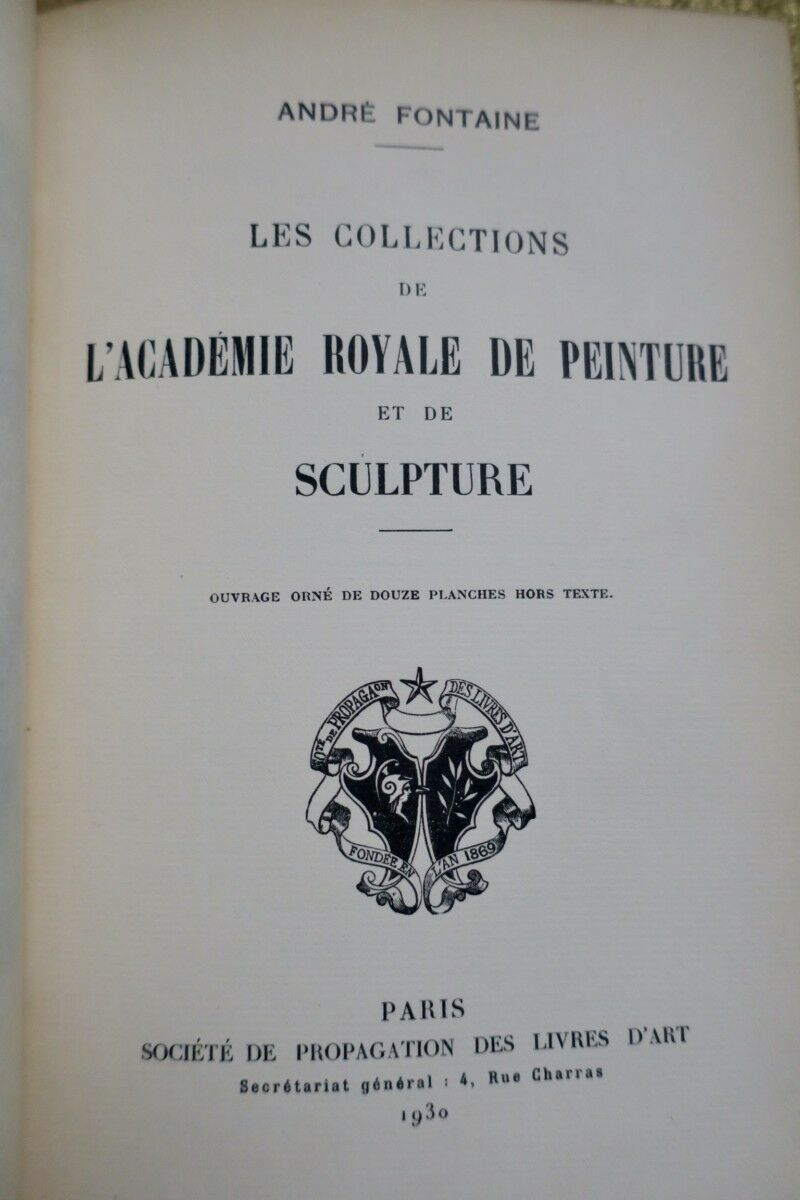 ANDRÉ FONTAINE
LES COLLECTIONS
DE
L'ACADÉMIE ROYALE DE PEINTURE
ET DE
SCULPTURE
OUVRAGE ORNÉ DE DOUZE PLANCHES HORS TEXTE.
DE PROPAGAON DES LIVRES D'ART
FONDÉE EN L'AN 1869
PARIS
SOCIÉTÉ DE PROPAGATION DES LIVRES D'ART
Secrétariat général : 4, Rue Charras
1930